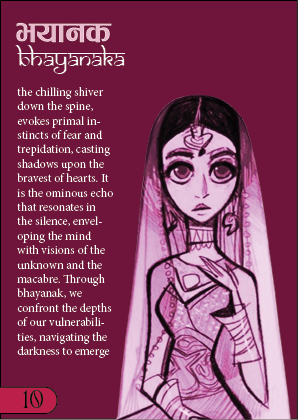 भयानक
bhayanaka
the chilling shiver
down the spine,
evokes primal in-
stincts of fear and
trepidation, casting
shadows upon the
bravest of hearts. It
is the ominous echo
that resonates in
the silence, envel-
oping the mind
with visions of the
unknown and the
macabre. Through
bhayanak, we
confront the depths
of our vulnerabili-
ties, navigating the
darkness to emerge
10